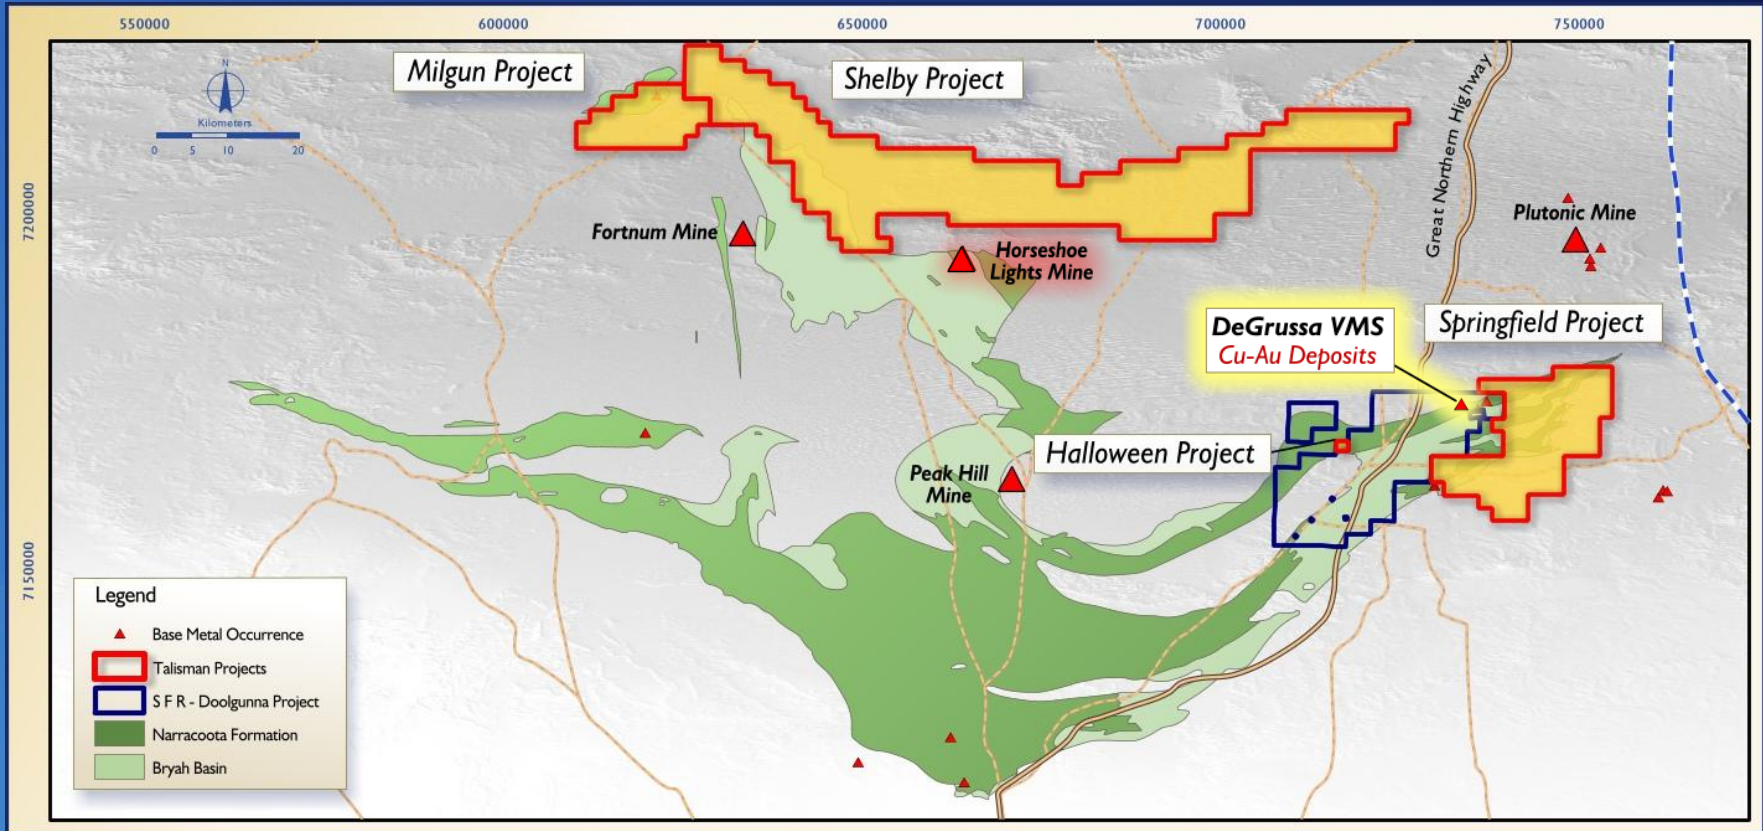 550000
600000
650000
700000
750000
7200000
7150000
N
Kilometers
0 5 10 20
Milgun Project
Shelby Project
Great Northern Highway
Fortnum Mine
Horseshoe
Lights Mine
Plutonic Mine
DeGrussa VMS
Cu-Au Deposits
Springfield Project
Halloween Project
Peak Hill
Mine
Legend
Base Metal Occurrence
Talisman Projects
S F R - Doolgunna Project
Narracoota Formation
Bryah Basin